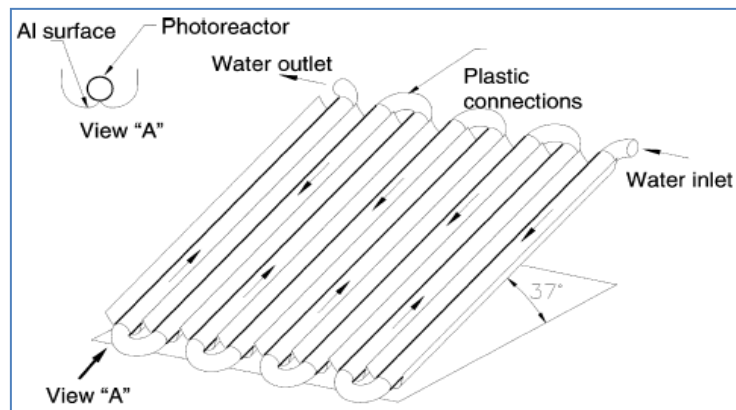 Al surface
Photoreactor
View "A"
Water outlet
Plastic
connections
Water inlet
37°
View "A"